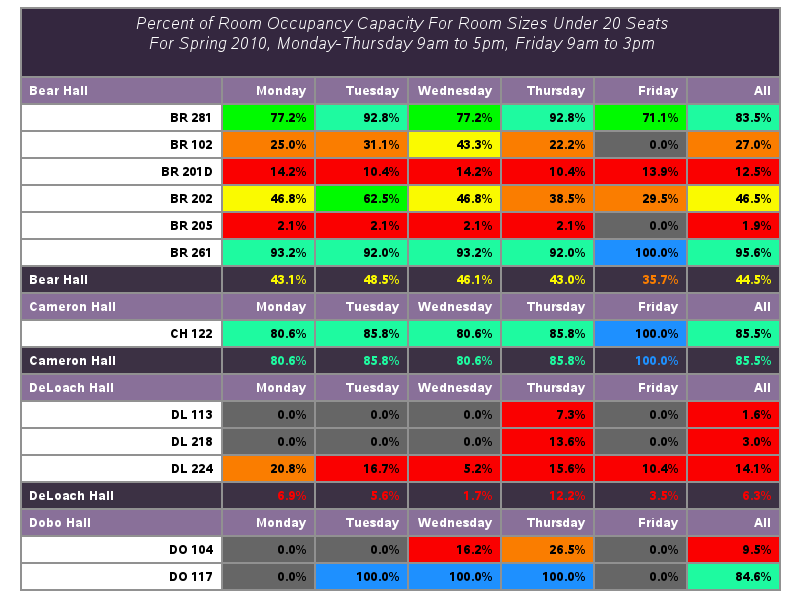 Percent of Room Occupancy Capacity For Room Sizes Under 20 Seats
For Spring 2010, Monday-Thursday 9am to 5pm, Friday 9am to 3pm
Bear Hall Monday Tuesday Wednesday Thursday Friday All
BR 281 77.2% 92.8% 77.2% 92.8% 71.1% 83.5%
BR 102 25.0% 31.1% 43.3% 22.2% 0.0% 27.0%
BR 201D 14.2% 10.4% 14.2% 10.4% 13.9% 12.5%
BR 202 46.8% 62.5% 46.8% 38.5% 29.5% 46.5%
BR 205 2.1% 2.1% 2.1% 2.1% 0.0% 1.9%
BR 261 93.2% 92.0% 93.2% 92.0% 100.0% 95.6%
Bear Hall 43.1% 48.5% 46.1% 43.0% 35.7% 44.5%
Cameron Hall Monday Tuesday Wednesday Thursday Friday All
CH 122 80.6% 85.8% 80.6% 85.8% 100.0% 85.5%
Cameron Hall 80.6% 85.8% 80.6% 85.8% 100.0% 85.5%
DeLoach Hall Monday Tuesday Wednesday Thursday Friday All
DL 113 0.0% 0.0% 0.0% 7.3% 0.0% 1.6%
DL 218 0.0% 0.0% 0.0% 13.6% 0.0% 3.0%
DL 224 20.8% 16.7% 5.2% 15.6% 10.4% 14.1%
DeLoach Hall 6.9% 5.6% 1.7% 12.2% 3.5% 6.3%
Dobo Hall Monday Tuesday Wednesday Thursday Friday All
DO 104 0.0% 0.0% 16.2% 26.5% 0.0% 9.5%
DO 117 0.0% 100.0% 100.0% 100.0% 0.0% 84.6%